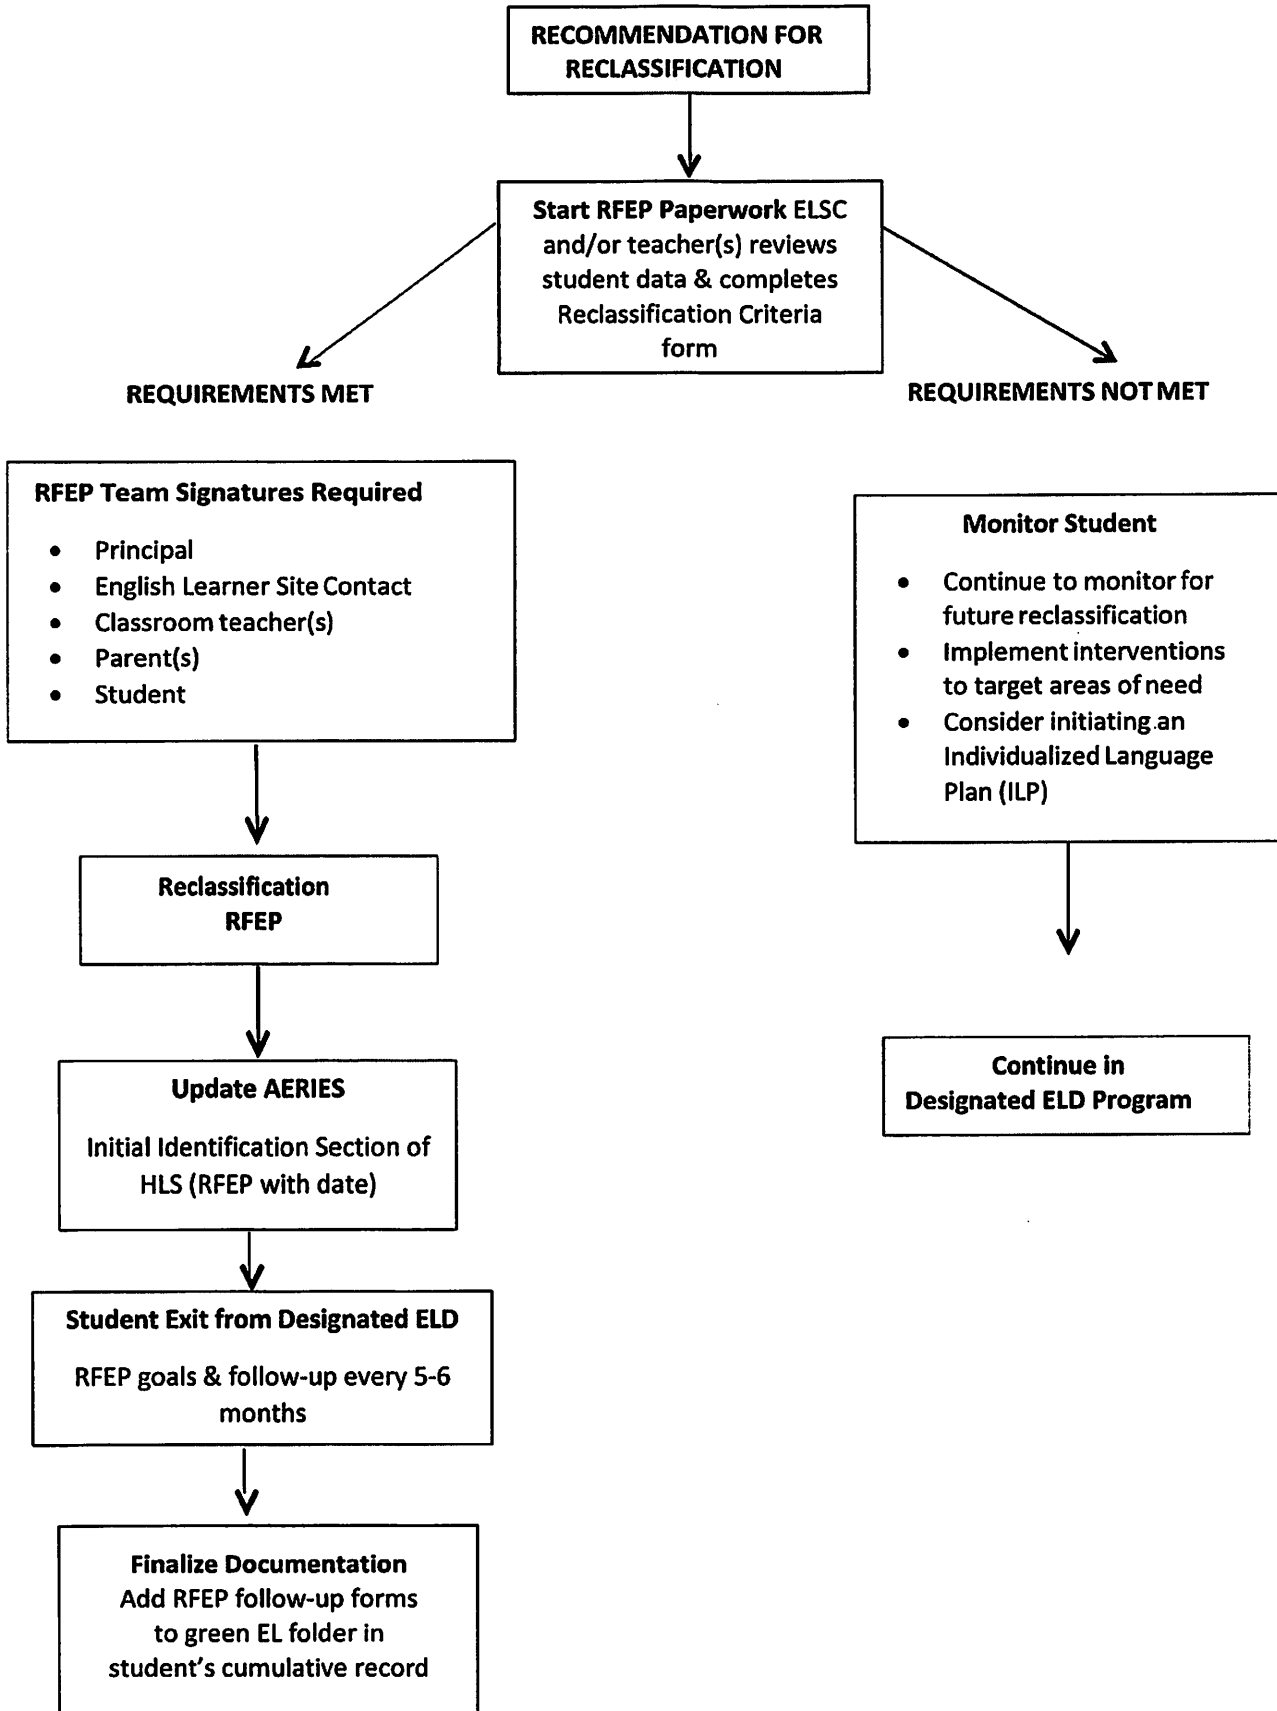 RECOMMENDATION FOR
RECLASSIFICATION
Start RFEP Paperwork ELSC
and/or teacher(s) reviews
student data & completes
Reclassification Criteria
form
REQUIREMENTS MET
REQUIREMENTS NOT MET
RFEP Team Signatures Required
• Principal
• English Learner Site Contact
• Classroom teacher(s)
• Parent(s)
• Student
Monitor Student
• Continue to monitor for
future reclassification
• Implement interventions
to target areas of need
• Consider initiating an
Individualized Language
Plan (ILP)
Reclassification
RFEP
Continue in
Designated ELD Program
Update AERIES
Initial Identification Section of
HLS (RFEP with date)
Student Exit from Designated ELD
RFEP goals & follow-up every 5-6
months
Finalize Documentation
Add RFEP follow-up forms
to green EL folder in
student's cumulative record